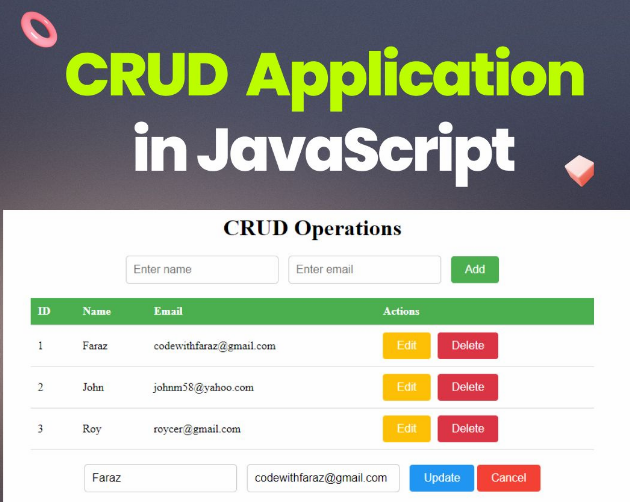 CRUD Application
in JavaScript
CRUD Operations
Enter name Enter email Add
ID Name Email Actions
1 Faraz codewithfaraz@gmail.com Edit Delete
2 John johnm58@yahoo.com Edit Delete
3 Roy roycer@gmail.com Edit Delete
Faraz codewithfaraz@gmail.com Update Cancel